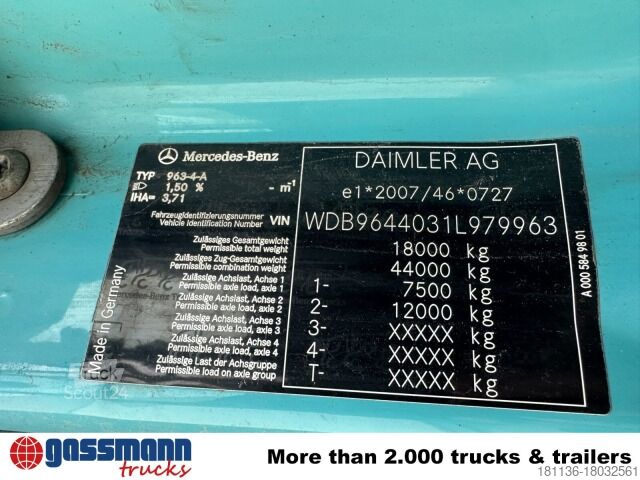 Mercedes-Benz
DAIMLER AG
TYP 963-4-A
1,50 % - m⁻¹
IHA= 3,71
e1*2007/46*0727
Fahrzeugidentifizierungsnummer
Vehicle Identification Number VIN WDB9644031L979963
Zulässiges Gesamtgewicht
Permissible total weight 18000 kg
Zulässiges Zug-Gesamtgewicht
Permissible combination weight 44000 kg
Zulässige Achslast, Achse 1
Permissible axle load, axle 1 1- 7500 kg
Zulässige Achslast, Achse 2
Permissible axle load, axle 2 2- 12000 kg
Zulässige Achslast, Achse 3
Permissible axle load, axle 3 3- XXXXX kg
Zulässige Achslast, Achse 4
Permissible axle load, axle 4 4- XXXXX kg
Zulässige Last der Achsgruppe
Permissible load on axle group T- XXXXX kg
Made in Germany
A 000 584 98 01
Truck
Scout24
gassmann
trucks
More than 2.000 trucks & trailers
181136-18032561